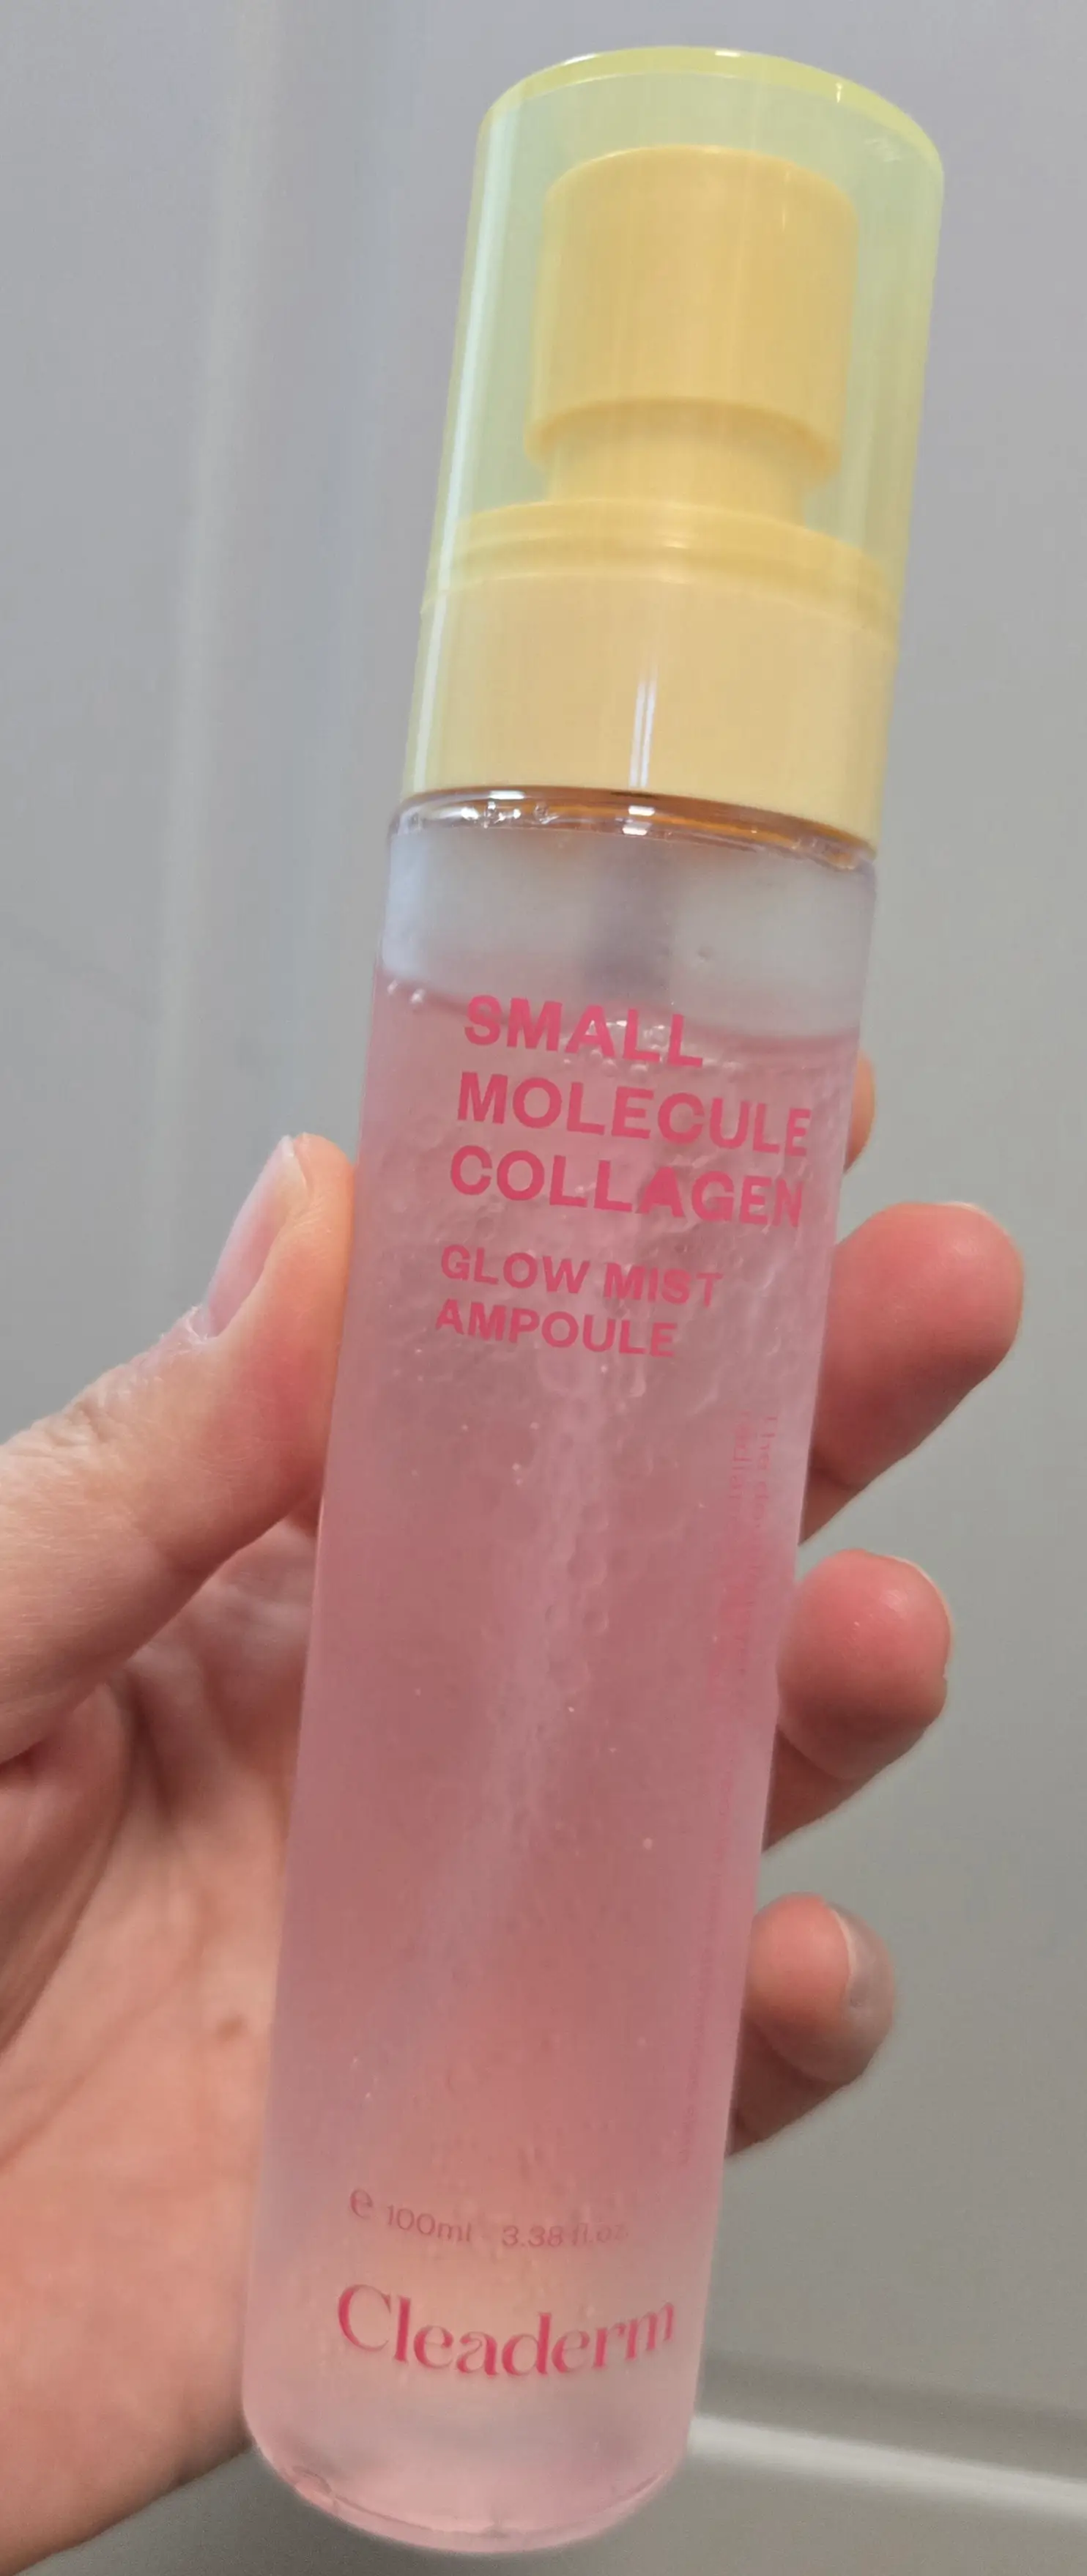 SMALL
MOLECULE
COLLAGEN
GLOW MIST
AMPOULE
e 100ml 3.38 fl.oz
Cleaderm